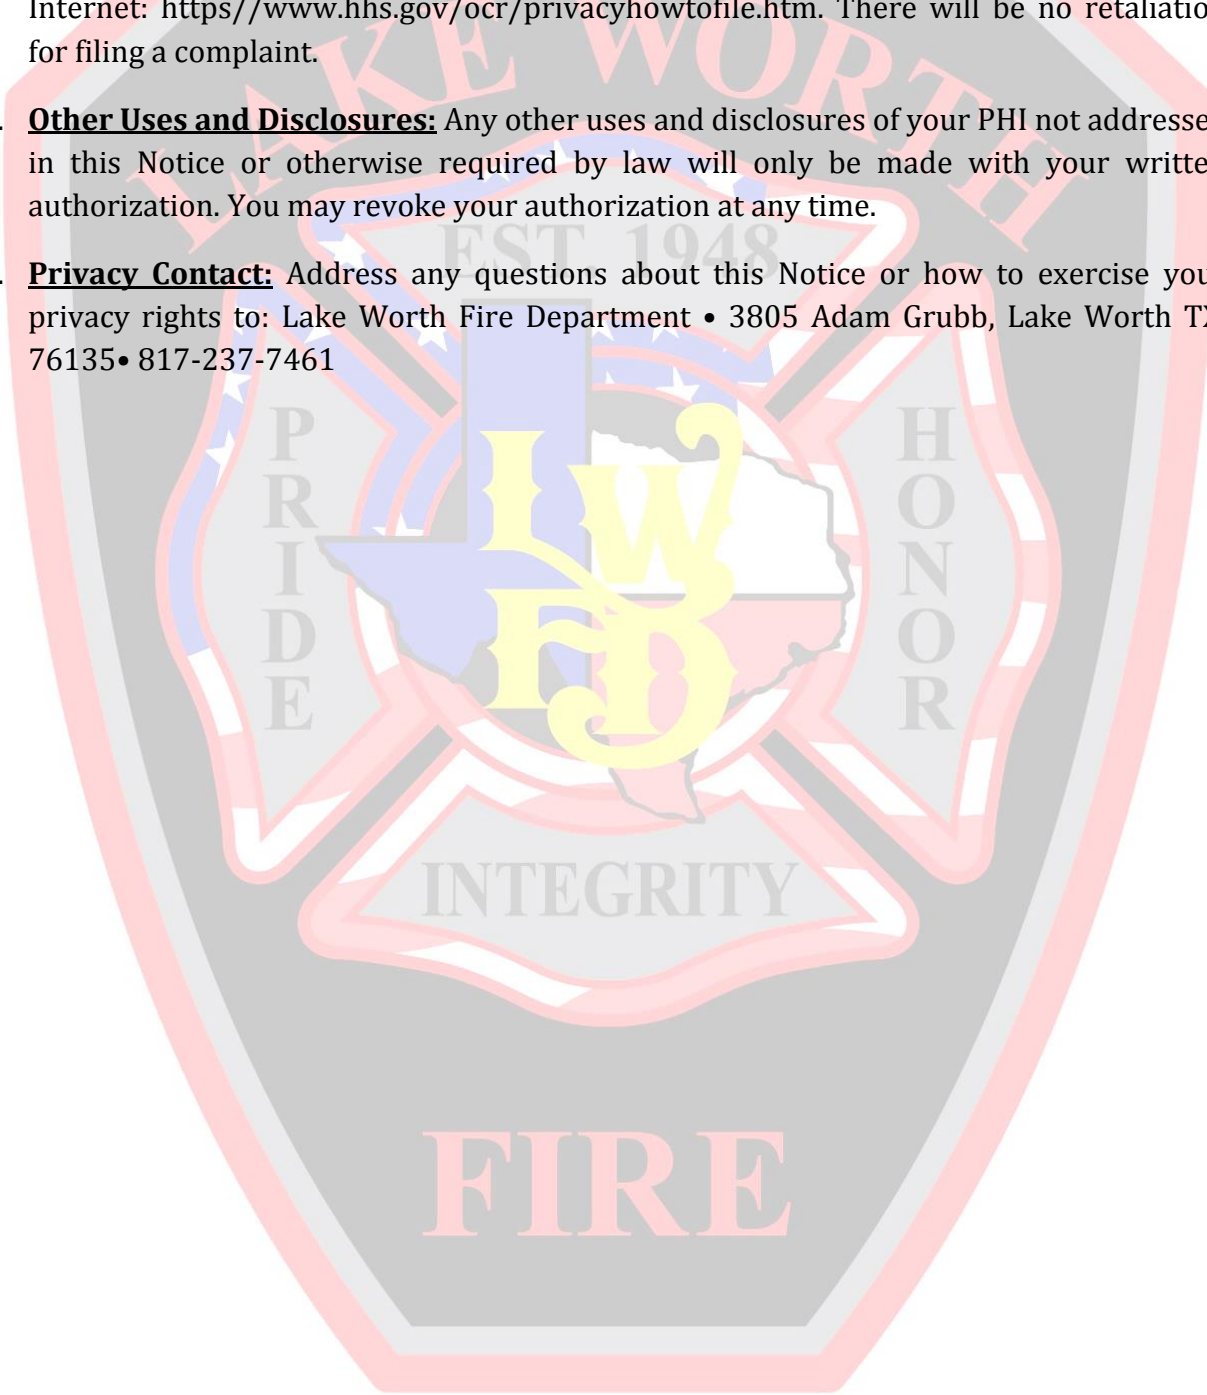 Internet: https//www.hhs.gov/ocr/privacyhowtofile.htm. There will be no retaliatio
for filing a complaint.
. Other Uses and Disclosures: Any other uses and disclosures of your PHI not addresse
in this Notice or otherwise required by law will only be made with your writte
authorization. You may revoke your authorization at any time.
. Privacy Contact: Address any questions about this Notice or how to exercise you
privacy rights to: Lake Worth Fire Department • 3805 Adam Grubb, Lake Worth TX
76135• 817-237-7461
LAKE WORTH
EST. 1948
PRIDE
LWFD
HONOR
INTEGRITY
FIRE